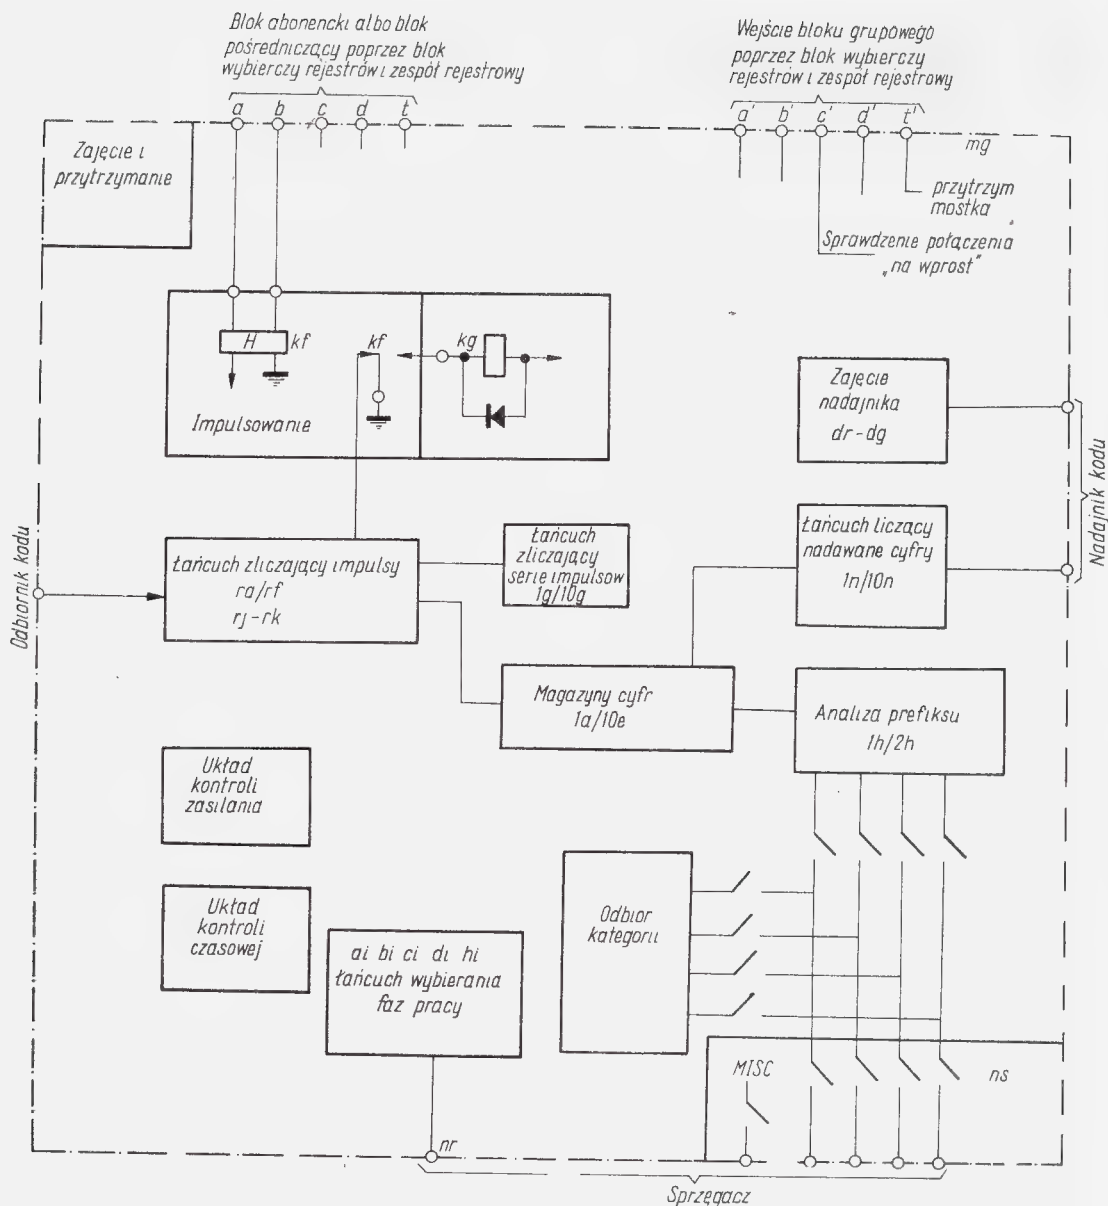 Blok abonencki albo blok
pośredniczący poprzez blok
wybierczy rejestrów i zespół rejestrowy
a b c d t
Wejście bloku grupowego
poprzez blok wybierczy
rejestrów i zespół rejestrowy
a' b' c' d' t'
mg
Zajęcie i
przytrzymanie
przytrzym
mostka
Sprawdzenie połączenia
„na wprost"
H kf
kf
kg
Impulsowanie
Zajęcie
nadajnika
dr-dg
Nadajnik kodu
Odbiornik kodu
Łańcuch zliczający impulsy
ra/rf
rj-rk
Łańcuch
zliczający
serie impulsow
1g/10g
Łańcuch liczący
nadawane cyfry
1n/10n
Magazyny cyfr
1a/10e
Analiza prefiksu
1h/2h
Układ
kontroli
zasilania
Układ
kontroli
czasowej
ai bi ci di hi
Łańcuch wybierania
faz pracy
Odbiór
kategorii
MISC
ns
nr
Sprzęgacz